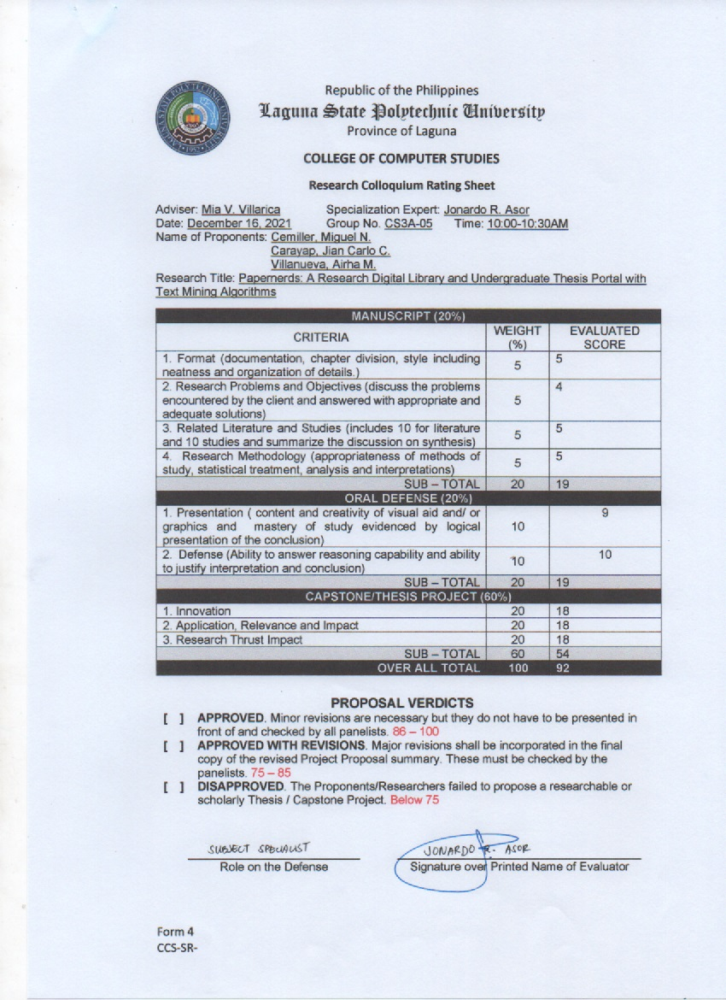 Republic of the Philippines
Laguna State Polytechnic University
Province of Laguna
COLLEGE OF COMPUTER STUDIES
Research Colloquium Rating Sheet
Adviser: Mia V. Villarica Specialization Expert: Jonardo R. Asor
Date: December 16, 2021 Group No. CS3A-05 Time: 10:00-10:30AM
Name of Proponents: Cemiller, Miguel N.
Carayap, Jian Carlo C.
Villanueva, Airha M.
Research Title: Papernerds: A Research Digital Library and Undergraduate Thesis Portal with
Text Mining Algorithms
MANUSCRIPT (20%)
CRITERIA WEIGHT (%) EVALUATED SCORE
1. Format (documentation, chapter division, style including
neatness and organization of details.) 5 5
2. Research Problems and Objectives (discuss the problems
encountered by the client and answered with appropriate and
adequate solutions) 5 4
3. Related Literature and Studies (includes 10 for literature
and 10 studies and summarize the discussion on synthesis) 5 5
4. Research Methodology (appropriateness of methods of
study, statistical treatment, analysis and interpretations) 5 5
SUB – TOTAL 20 19
ORAL DEFENSE (20%)
1. Presentation ( content and creativity of visual aid and/ or
graphics and mastery of study evidenced by logical
presentation of the conclusion) 10 9
2. Defense (Ability to answer reasoning capability and ability
to justify interpretation and conclusion) 10 10
SUB – TOTAL 20 19
CAPSTONE/THESIS PROJECT (60%)
1. Innovation 20 18
2. Application, Relevance and Impact 20 18
3. Research Thrust Impact 20 18
SUB – TOTAL 60 54
OVER ALL TOTAL 100 92
PROPOSAL VERDICTS
[ ] APPROVED. Minor revisions are necessary but they do not have to be presented in
front of and checked by all panelists. 86 – 100
[ ] APPROVED WITH REVISIONS. Major revisions shall be incorporated in the final
copy of the revised Project Proposal summary. These must be checked by the
panelists. 75 – 85
[ ] DISAPPROVED. The Proponents/Researchers failed to propose a researchable or
scholarly Thesis / Capstone Project. Below 75
SUBJECT SPECIALIST JONARDO R. ASOR
Role on the Defense Signature over Printed Name of Evaluator
Form 4
CCS-SR-